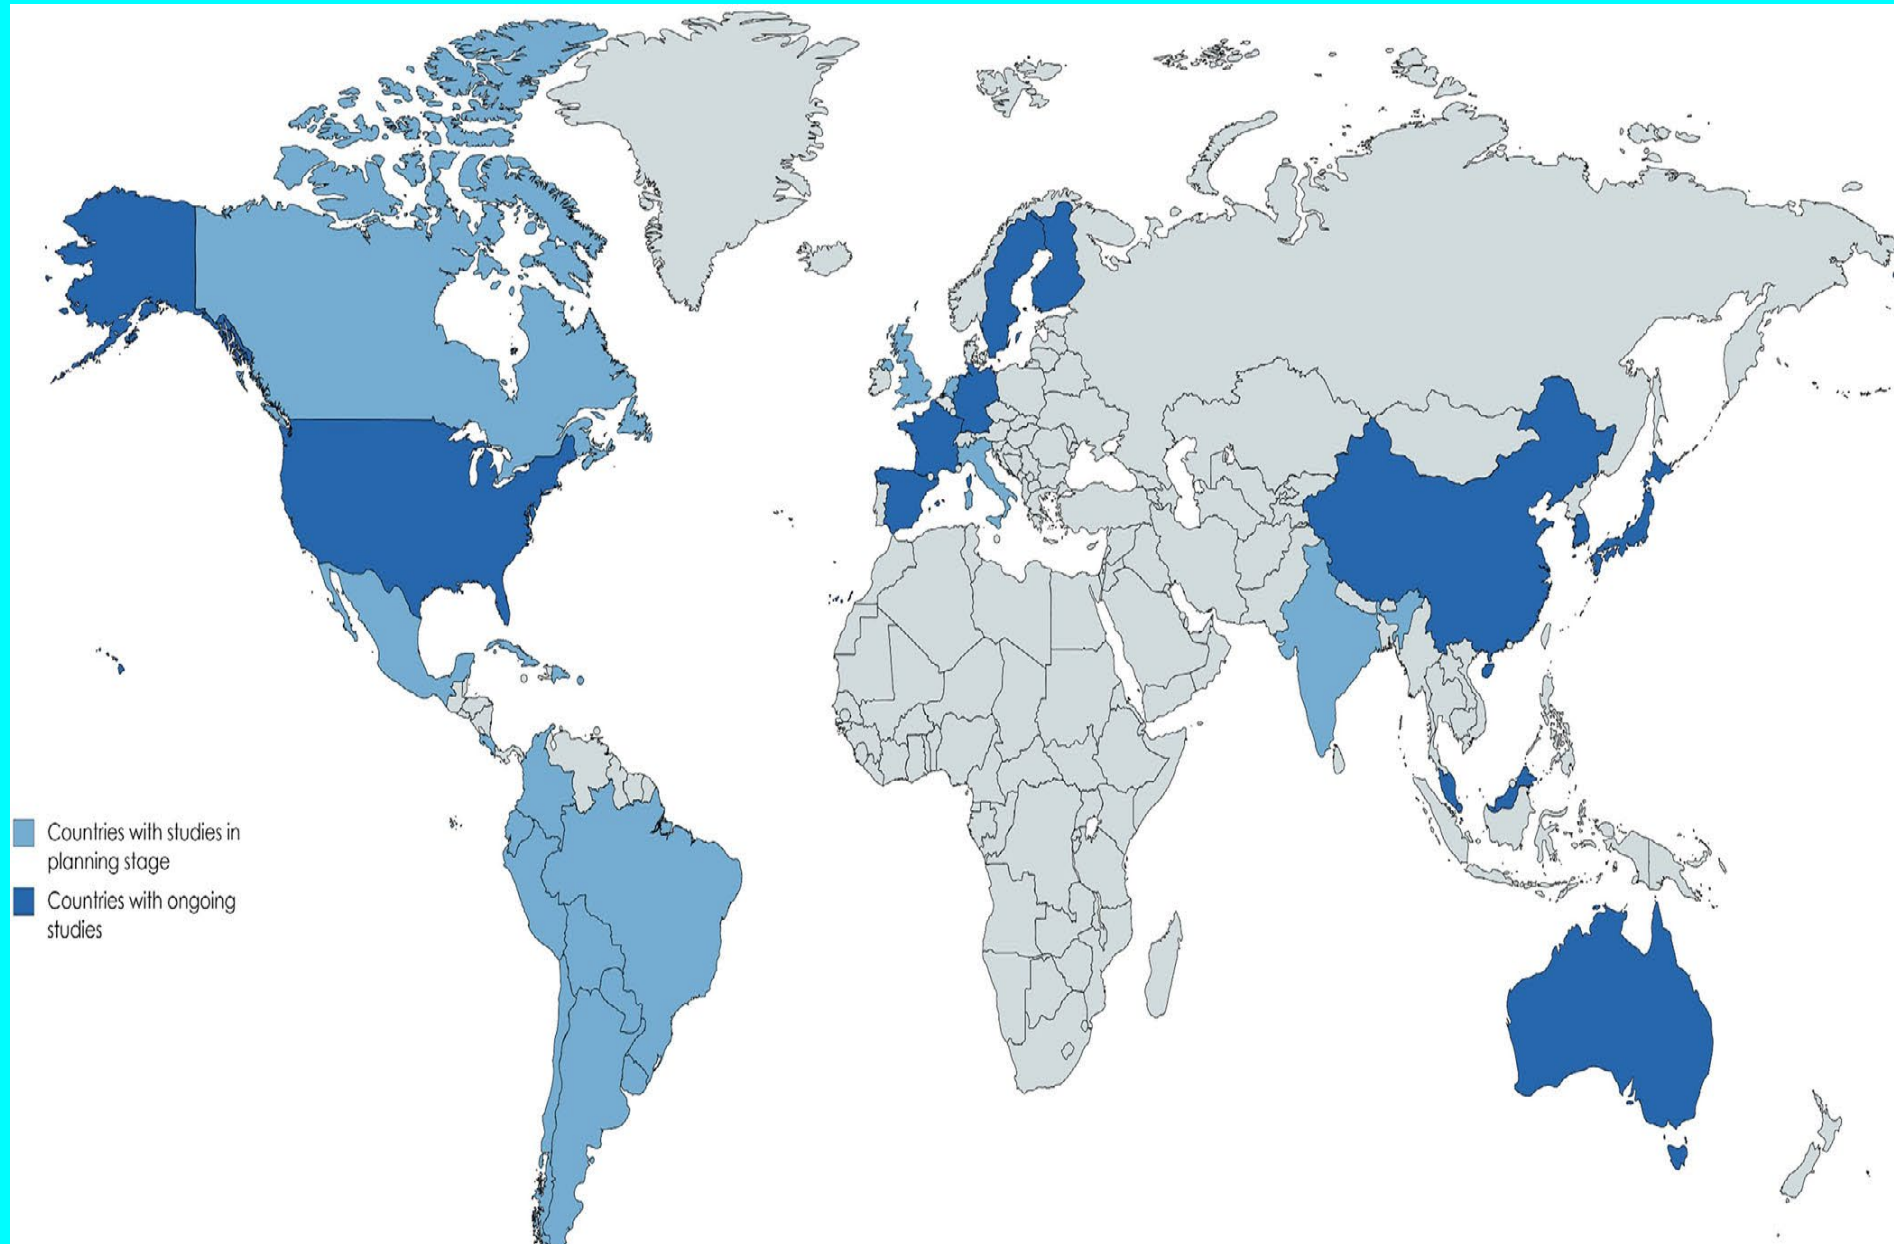 Countries with studies in
planning stage
Countries with ongoing
studies